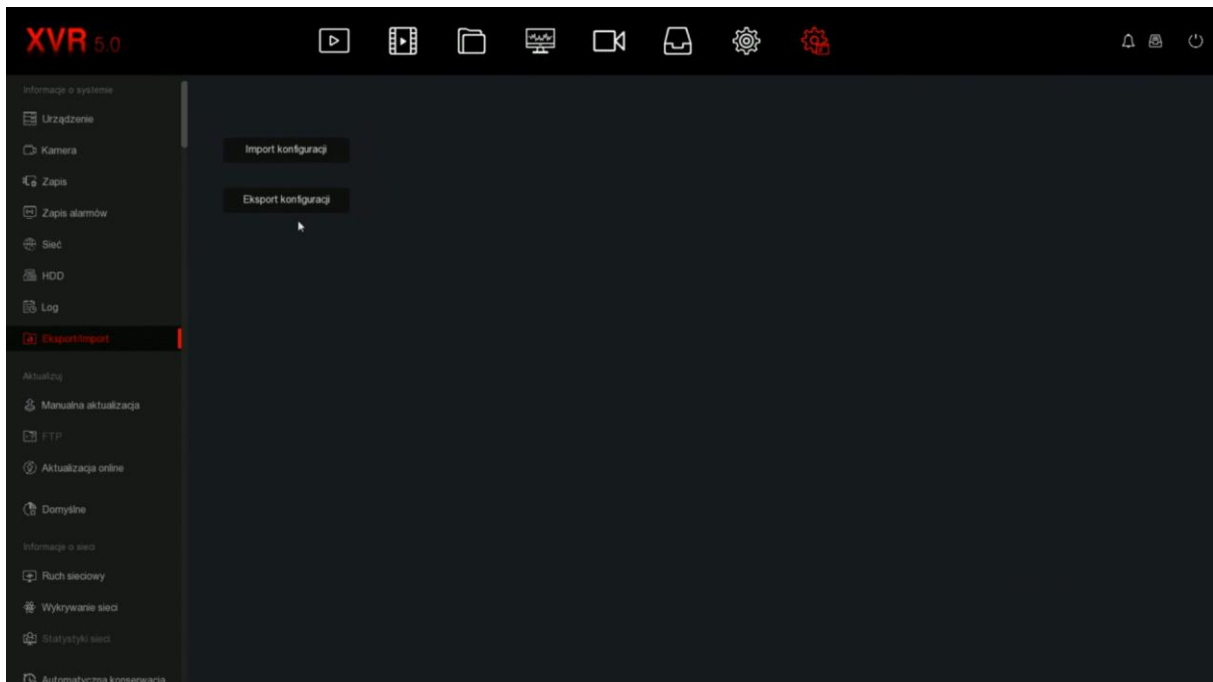 XVR 5.0
Informacje o systemie
Urządzenie
Kamera
Zapis
Zapis alarmów
Sieć
HDD
Log
Eksport/Import
Aktualizuj
Manualna aktualizacja
FTP
Aktualizacja online
Domyślne
Informacje o sieci
Ruch sieciowy
Wykrywanie sieci
Statystyki sieci
Automatyczna konserwacja
Import konfiguracji
Eksport konfiguracji